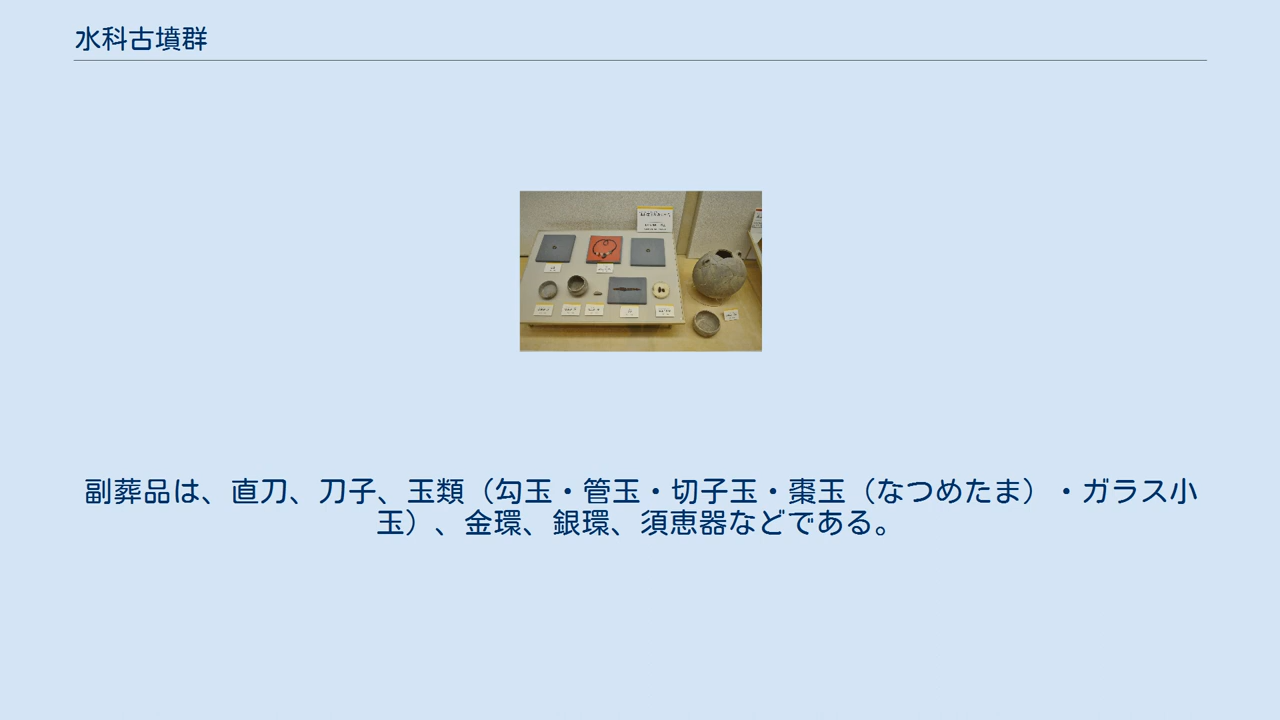 水科古墳群
副葬品は、直刀、刀子、玉類（勾玉・管玉・切子玉・棗玉（なつめたま）・ガラス小
玉）、金環、銀環、須恵器などである。